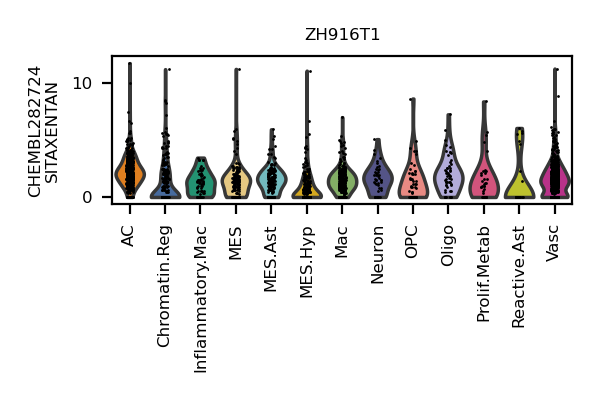 ZH916T1
CHEMBL282724
SITAXENTAN
10
0
AC
Chromatin.Reg
Inflammatory.Mac
MES
MES.Ast
MES.Hyp
Mac
Neuron
OPC
Oligo
Prolif.Metab
Reactive.Ast
Vasc